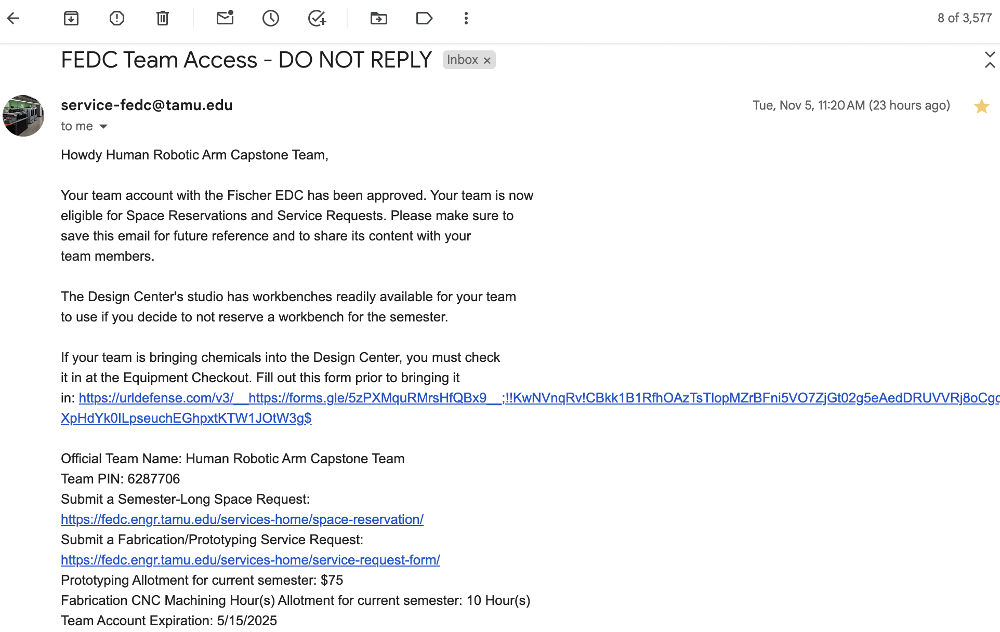 8 of 3,577
FEDC Team Access - DO NOT REPLY Inbox ×
service-fedc@tamu.edu
Tue, Nov 5, 11:20 AM (23 hours ago)
to me
Howdy Human Robotic Arm Capstone Team,
Your team account with the Fischer EDC has been approved. Your team is now
eligible for Space Reservations and Service Requests. Please make sure to
save this email for future reference and to share its content with your
team members.
The Design Center's studio has workbenches readily available for your team
to use if you decide to not reserve a workbench for the semester.
If your team is bringing chemicals into the Design Center, you must check
it in at the Equipment Checkout. Fill out this form prior to bringing it
in: https://urldefense.com/v3/__https://forms.gle/5zPXMquRMrsHfQBx9__;!!KwNVnqRv!CBkk1B1RfhOAzTsTlopMZrBFni5VO7ZjGt02g5eAedDRUVVRj8oCgc
XpHdYk0ILpseuchEGhpxtKTW1JOtW3g$
Official Team Name: Human Robotic Arm Capstone Team
Team PIN: 6287706
Submit a Semester-Long Space Request:
https://fedc.engr.tamu.edu/services-home/space-reservation/
Submit a Fabrication/Prototyping Service Request:
https://fedc.engr.tamu.edu/services-home/service-request-form/
Prototyping Allotment for current semester: $75
Fabrication CNC Machining Hour(s) Allotment for current semester: 10 Hour(s)
Team Account Expiration: 5/15/2025